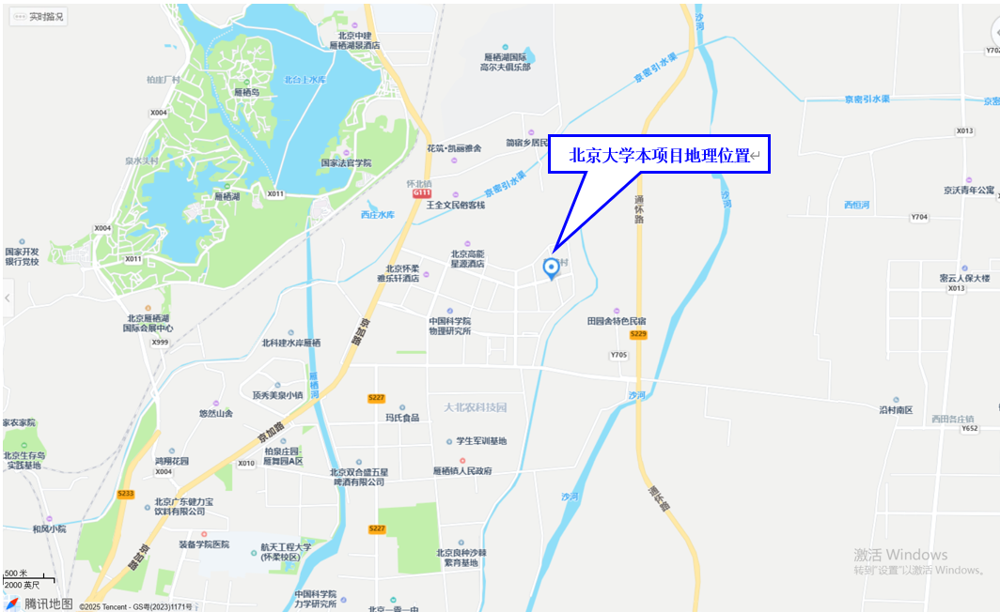 实时路况
北京中建
雁栖湖景酒店
沙河
雁栖湖国际
高尔夫俱乐部
京密引水渠
Y702
柏崖厂村
北台上水库
雁栖岛
京密引水渠
X004
X013
花筑·凯丽雅舍
简宿乡居民
北京大学本项目地理位置
泉水头村
国家法官学院
怀北镇
G111
京密引水渠
京沃青年公寓
雁栖湖
X011
王全文民俗客栈
通怀路
沙河
西恒河
西庄水库
Y704
X004
国家开发
银行党校
X011
北京高能
星源酒店
村
北京怀柔
雅乐轩酒店
密云人保大楼
X013
北京雁栖湖
国际会展中心
中国科学院
物理研究所
田园舍特色民宿
S229
京加路
X999
北科建水岸雁栖
Y705
雁栖河
顶秀美泉小镇
S227
沙河
悠然山舍
玛氏食品
大北农科技园
沿村南区
西田各庄镇
Y652
家农家院
京加路
学生军训基地
北京生存岛
实践基地
鸿翔花园
柏泉庄园·
雁舞园A区
X010
X004
北京双合盛五星
啤酒有限公司
雁栖镇人民政府
S233
北京广东健力宝
饮料有限公司
沙河
通怀路
和风小院
S227
装备学院医院
航天工程大学
(怀柔校区)
北京良种沙棘
繁育基地
京加路
激活 Windows
转到"设置"以激活 Windows。
500 米
2000 英尺
中国科学院
力学研究所
腾讯地图
©2025 Tencent - GS粤(2023)1171号